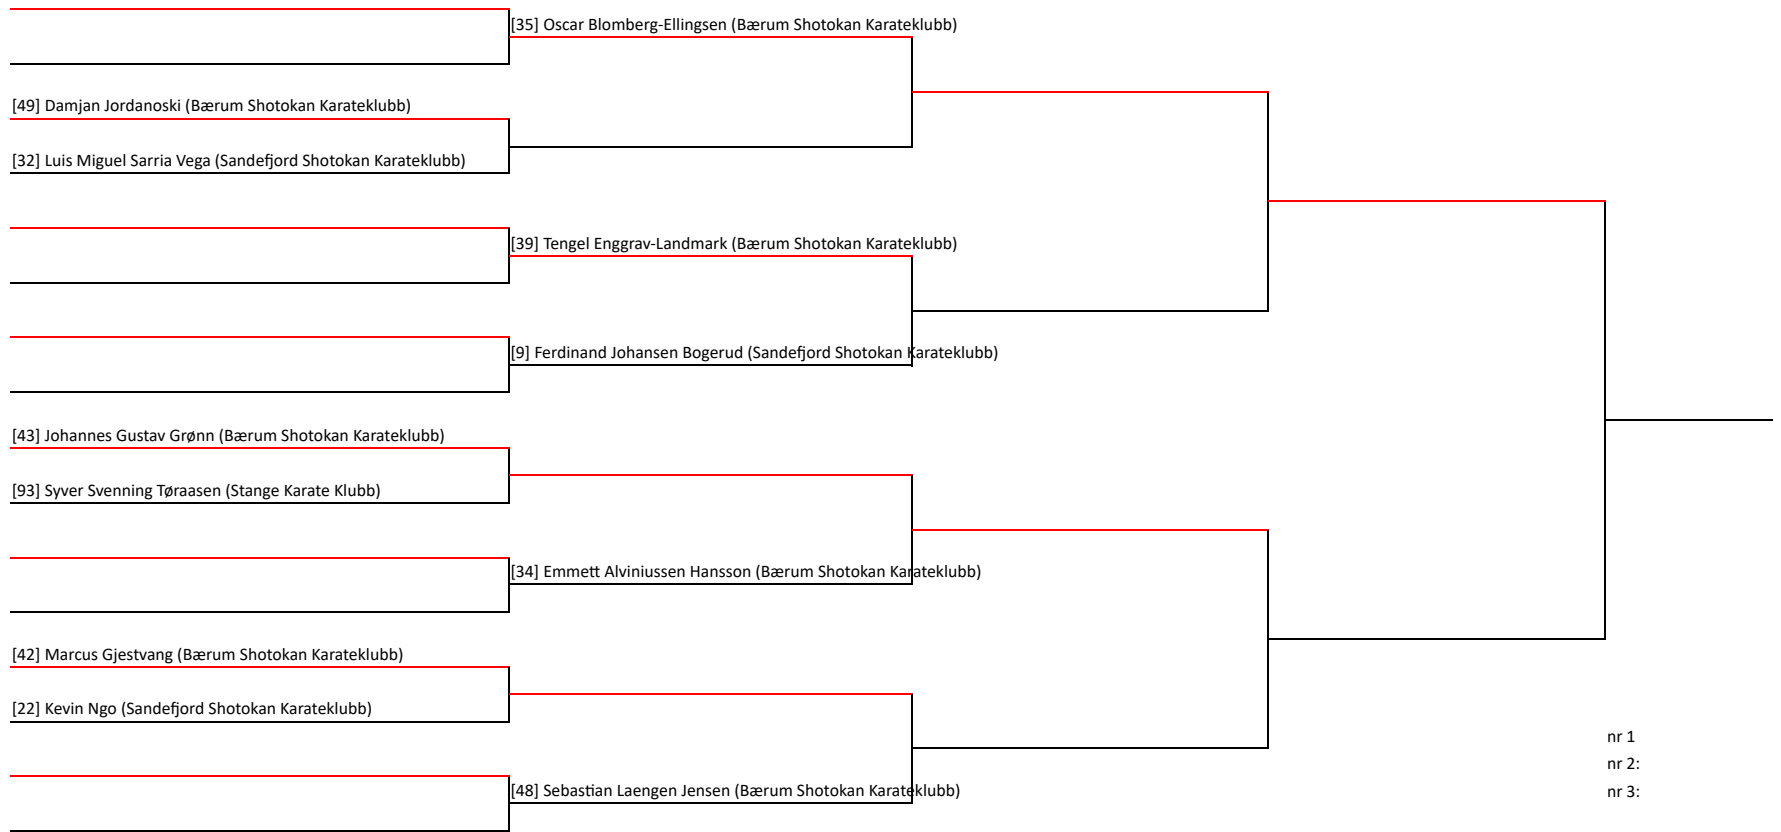 [35] Oscar Blomberg-Ellingsen (Bærum Shotokan Karateklubb)
[49] Damjan Jordanoski (Bærum Shotokan Karateklubb)
[32] Luis Miguel Sarria Vega (Sandefjord Shotokan Karateklubb)
[39] Tengel Enggrav-Landmark (Bærum Shotokan Karateklubb)
[9] Ferdinand Johansen Bogerud (Sandefjord Shotokan Karateklubb)
[43] Johannes Gustav Grønn (Bærum Shotokan Karateklubb)
[93] Syver Svenning Tøraasen (Stange Karate Klubb)
[34] Emmett Alviniussen Hansson (Bærum Shotokan Karateklubb)
[42] Marcus Gjestvang (Bærum Shotokan Karateklubb)
[22] Kevin Ngo (Sandefjord Shotokan Karateklubb)
[48] Sebastian Laengen Jensen (Bærum Shotokan Karateklubb)
nr 1
nr 2:
nr 3: